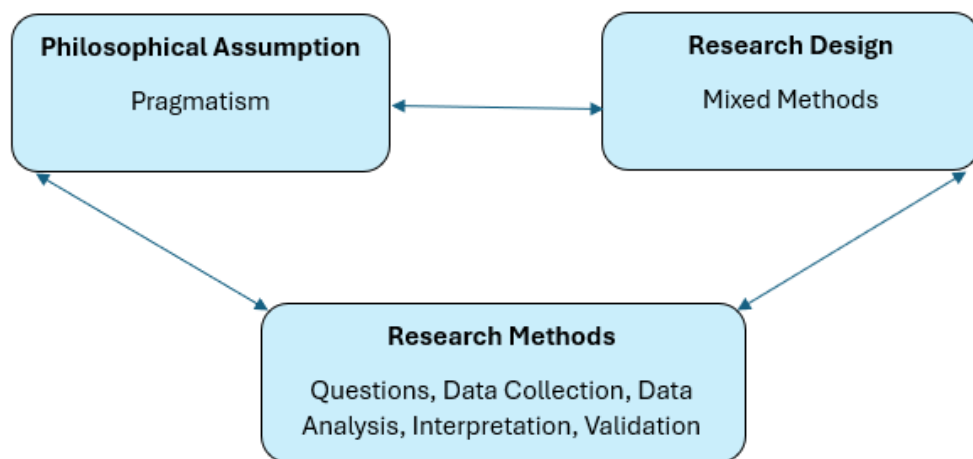 Philosophical Assumption
Pragmatism
Research Design
Mixed Methods
Research Methods
Questions, Data Collection, Data
Analysis, Interpretation, Validation